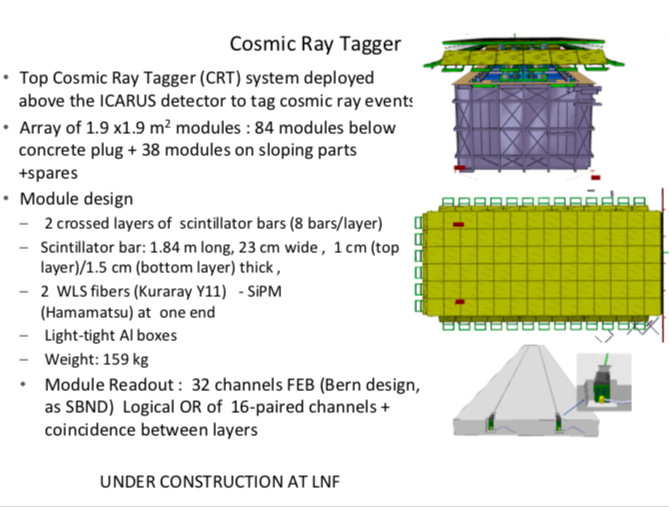 Cosmic Ray Tagger
• Top Cosmic Ray Tagger (CRT) system deployed
above the ICARUS detector to tag cosmic ray events
• Array of 1.9 x1.9 m² modules : 84 modules below
concrete plug + 38 modules on sloping parts
+spares
• Module design
– 2 crossed layers of scintillator bars (8 bars/layer)
– Scintillator bar: 1.84 m long, 23 cm wide , 1 cm (top
layer)/1.5 cm (bottom layer) thick ,
– 2 WLS fibers (Kuraray Y11) - SiPM
(Hamamatsu) at one end
– Light-tight Al boxes
– Weight: 159 kg
• Module Readout : 32 channels FEB (Bern design,
as SBND) Logical OR of 16-paired channels +
coincidence between layers
UNDER CONSTRUCTION AT LNF